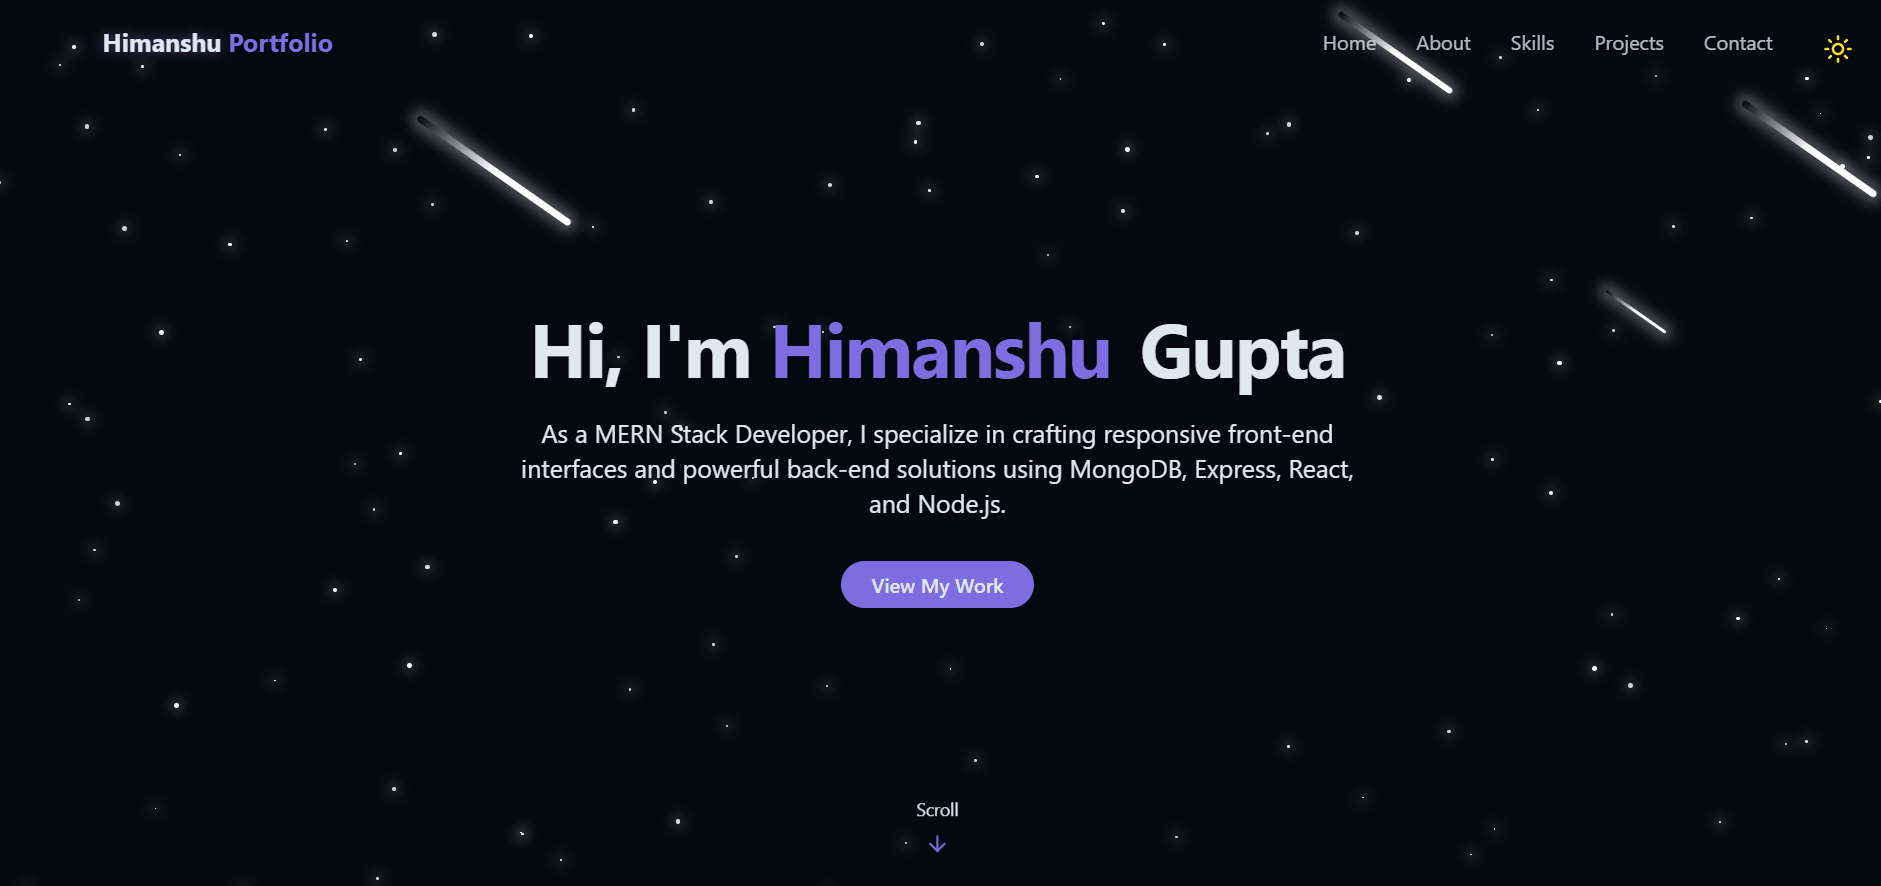 Himanshu Portfolio
Home About Skills Projects Contact
Hi, I'm Himanshu Gupta
As a MERN Stack Developer, I specialize in crafting responsive front-end
interfaces and powerful back-end solutions using MongoDB, Express, React,
and Node.js.
View My Work
Scroll